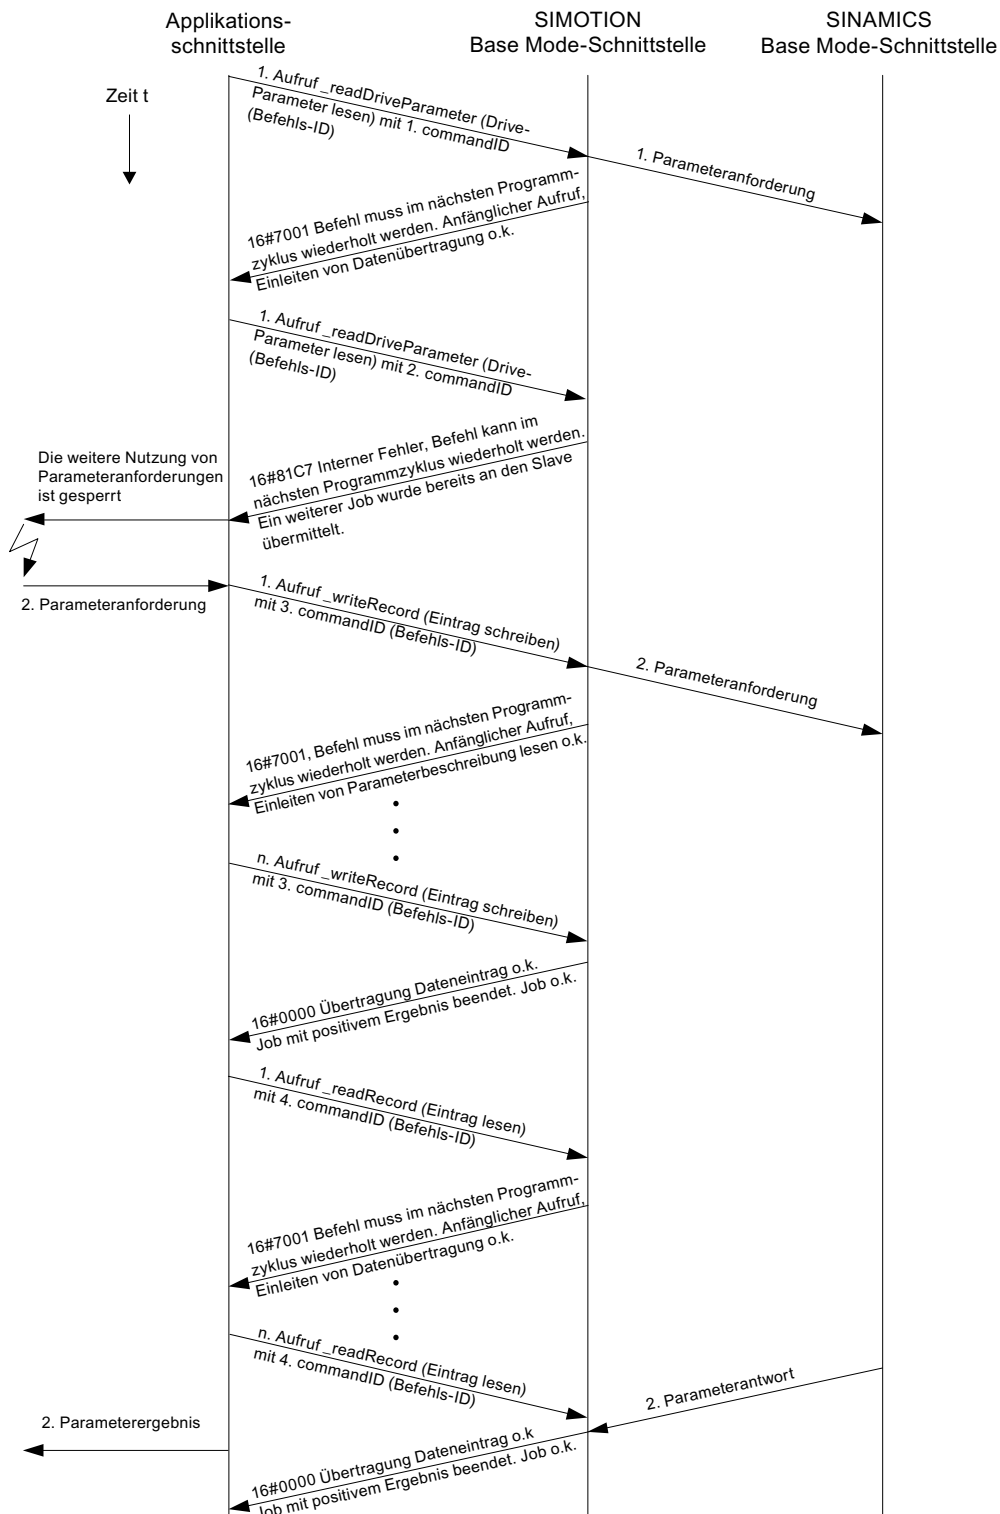 Applikations-
schnittstelle
SIMOTION
Base Mode-Schnittstelle
SINAMICS
Base Mode-Schnittstelle
Zeit t
1. Aufruf _readDriveParameter (Drive-
Parameter lesen) mit 1. commandID
(Befehls-ID)
1. Parameteranforderung
16#7001 Befehl muss im nächsten Programm-
zyklus wiederholt werden. Anfänglicher Aufruf,
Einleiten von Datenübertragung o.k.
1. Aufruf _readDriveParameter (Drive-
Parameter lesen) mit 2. commandID
(Befehls-ID)
16#81C7 Interner Fehler, Befehl kann im
nächsten Programmzyklus wiederholt werden.
Ein weiterer Job wurde bereits an den Slave
übermittelt.
Die weitere Nutzung von
Parameteranforderungen
ist gesperrt
2. Parameteranforderung
1. Aufruf _writeRecord (Eintrag schreiben)
mit 3. commandID (Befehls-ID)
2. Parameteranforderung
16#7001, Befehl muss im nächsten Programm-
zyklus wiederholt werden. Anfänglicher Aufruf,
Einleiten von Parameterbeschreibung lesen o.k.
n. Aufruf _writeRecord (Eintrag schreiben)
mit 3. commandID (Befehls-ID)
16#0000 Übertragung Dateneintrag o.k.
Job mit positivem Ergebnis beendet. Job o.k.
1. Aufruf _readRecord (Eintrag lesen)
mit 4. commandID (Befehls-ID)
16#7001 Befehl muss im nächsten Programm-
zyklus wiederholt werden. Anfänglicher Aufruf,
Einleiten von Datenübertragung o.k.
n. Aufruf _readRecord (Eintrag lesen)
mit 4. commandID (Befehls-ID)
2. Parameterantwort
2. Parameterergebnis
16#0000 Übertragung Dateneintrag o.k
Job mit positivem Ergebnis beendet. Job o.k.